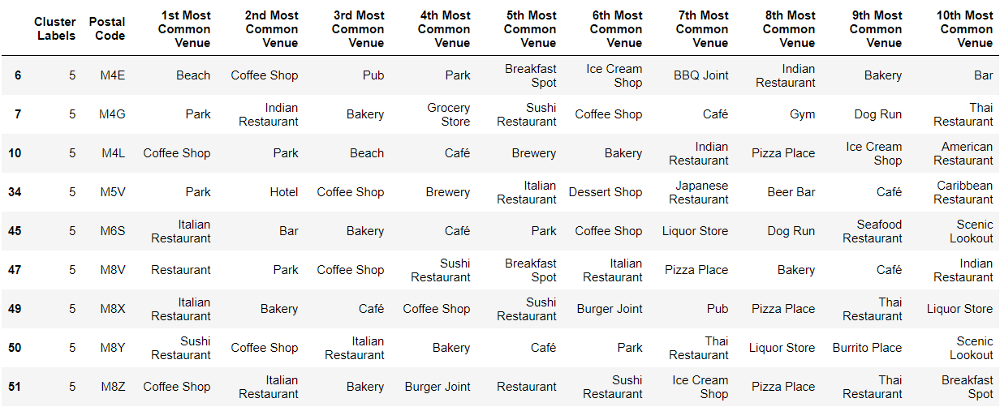 Cluster Labels Postal Code 1st Most Common Venue 2nd Most Common Venue 3rd Most Common Venue 4th Most Common Venue 5th Most Common Venue 6th Most Common Venue 7th Most Common Venue 8th Most Common Venue 9th Most Common Venue 10th Most Common Venue
6 5 M4E Beach Coffee Shop Pub Park Breakfast Spot Ice Cream Shop BBQ Joint Indian Restaurant Bakery Bar
7 5 M4G Park Indian Restaurant Bakery Grocery Store Sushi Restaurant Coffee Shop Café Gym Dog Run Thai Restaurant
10 5 M4L Coffee Shop Park Beach Café Brewery Bakery Indian Restaurant Pizza Place Ice Cream Shop American Restaurant
34 5 M5V Park Hotel Coffee Shop Brewery Italian Restaurant Dessert Shop Japanese Restaurant Beer Bar Café Caribbean Restaurant
45 5 M6S Italian Restaurant Bar Bakery Café Park Coffee Shop Liquor Store Dog Run Seafood Restaurant Scenic Lookout
47 5 M8V Restaurant Park Coffee Shop Sushi Restaurant Breakfast Spot Italian Restaurant Pizza Place Bakery Café Indian Restaurant
49 5 M8X Italian Restaurant Bakery Café Coffee Shop Sushi Restaurant Burger Joint Pub Pizza Place Thai Restaurant Liquor Store
50 5 M8Y Sushi Restaurant Coffee Shop Italian Restaurant Bakery Café Park Thai Restaurant Liquor Store Burrito Place Scenic Lookout
51 5 M8Z Coffee Shop Italian Restaurant Bakery Burger Joint Restaurant Sushi Restaurant Ice Cream Shop Pizza Place Thai Restaurant Breakfast Spot